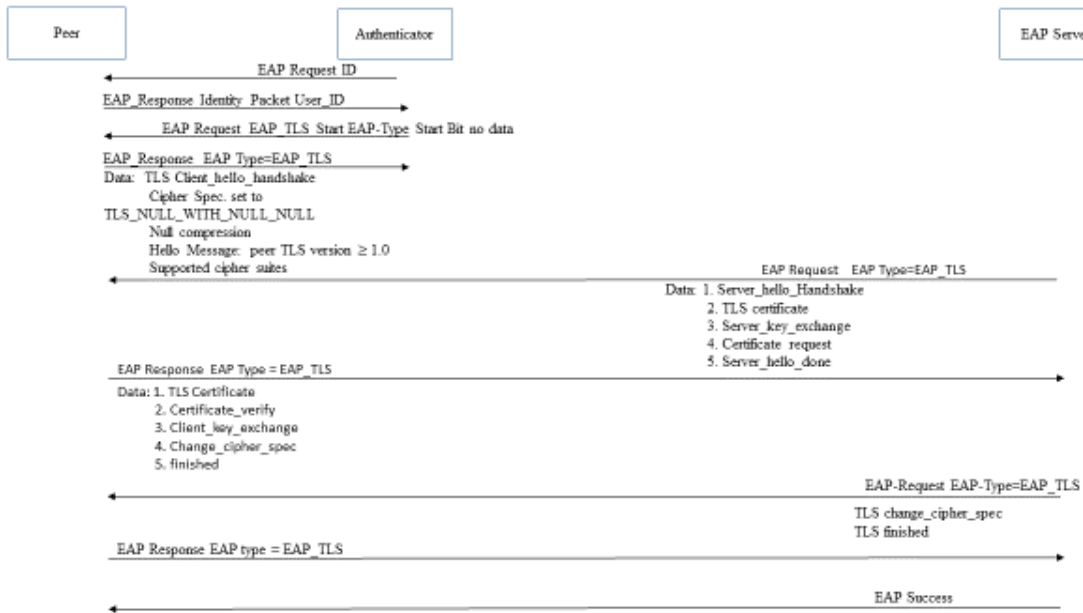 Peer
Authenticator
EAP Serve
EAP Request ID
EAP_Response Identity Packet User_ID
EAP Request EAP_TLS Start EAP-Type Start Bit no data
EAP_Response EAP Type=EAP_TLS
Data: TLS Client_hello_handshake
Cipher Spec. set to
TLS_NULL_WITH_NULL_NULL
Null compression
Hello Message: peer TLS version ≥ 1.0
Supported cipher suites
EAP Request EAP Type=EAP_TLS
Data: 1. Server_hello_Handshake
2. TLS certificate
3. Server_key_exchange
4. Certificate request
5. Server_hello_done
EAP Response EAP Type = EAP_TLS
Data: 1. TLS Certificate
2. Certificate_verify
3. Client_key_exchange
4. Change_cipher_spec
5. finished
EAP-Request EAP-Type=EAP_TLS
TLS change_cipher_spec
TLS finished
EAP Response EAP type = EAP_TLS
EAP Success